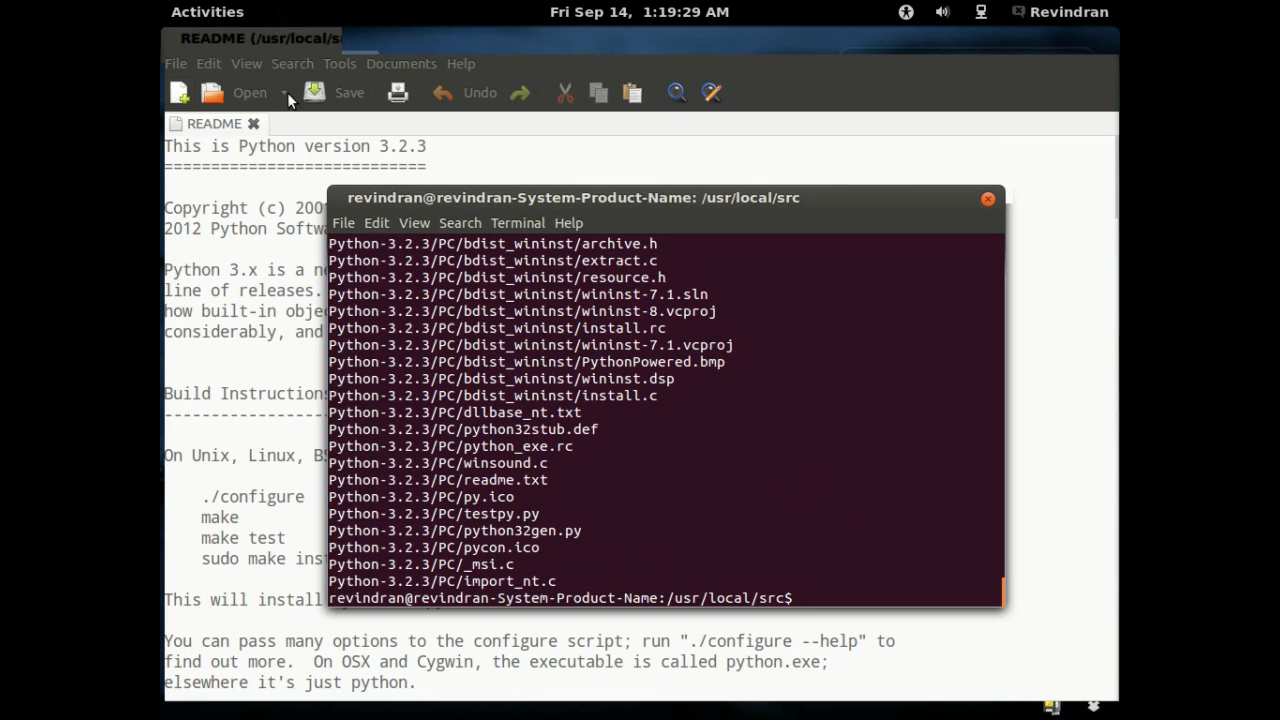 Activities
Fri Sep 14, 1:19:29 AM
Revindran
README (/usr/local/s
File Edit View Search Tools Documents Help
Open Save Undo
README
This is Python version 3.2.3
============================
Copyright (c) 200
2012 Python Softw
Python 3.x is a n
line of releases.
how built-in obje
considerably, and
Build Instructions
On Unix, Linux, BS
./configure
make
make test
sudo make ins
This will install
You can pass many options to the configure script; run "./configure --help" to
find out more. On OSX and Cygwin, the executable is called python.exe;
elsewhere it's just python.
revindran@revindran-System-Product-Name: /usr/local/src
File Edit View Search Terminal Help
Python-3.2.3/PC/bdist_wininst/archive.h
Python-3.2.3/PC/bdist_wininst/extract.c
Python-3.2.3/PC/bdist_wininst/resource.h
Python-3.2.3/PC/bdist_wininst/wininst-7.1.sln
Python-3.2.3/PC/bdist_wininst/wininst-8.vcproj
Python-3.2.3/PC/bdist_wininst/install.rc
Python-3.2.3/PC/bdist_wininst/wininst-7.1.vcproj
Python-3.2.3/PC/bdist_wininst/PythonPowered.bmp
Python-3.2.3/PC/bdist_wininst/wininst.dsp
Python-3.2.3/PC/bdist_wininst/install.c
Python-3.2.3/PC/dllbase_nt.txt
Python-3.2.3/PC/python32stub.def
Python-3.2.3/PC/python_exe.rc
Python-3.2.3/PC/winsound.c
Python-3.2.3/PC/readme.txt
Python-3.2.3/PC/py.ico
Python-3.2.3/PC/testpy.py
Python-3.2.3/PC/python32gen.py
Python-3.2.3/PC/pycon.ico
Python-3.2.3/PC/_msi.c
Python-3.2.3/PC/import_nt.c
revindran@revindran-System-Product-Name:/usr/local/src$